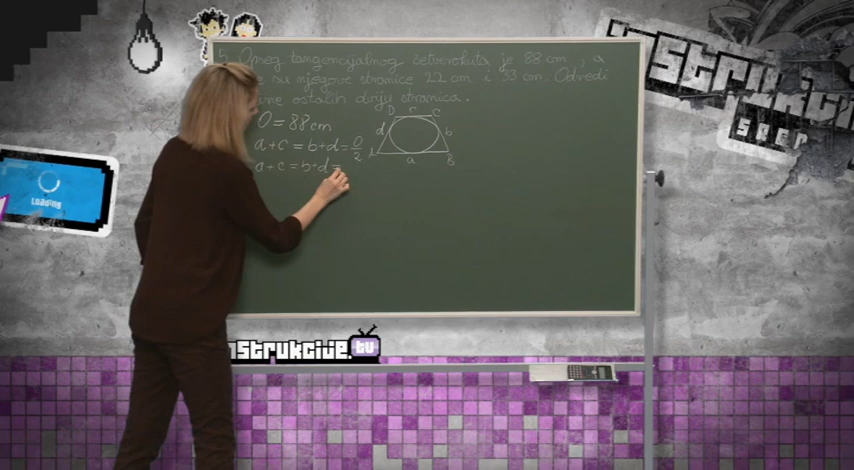 5. Opseg tangencijalnog četverokuta je 88 cm, a
su njegove stranice 22 cm i 33 cm. Odredi
ostalih dviju stranica.
O = 88 cm
a + c = b + d = O/2
a + c = b + d =
D c C
d b
a B
Loading
INSTRUKCIJE.TV